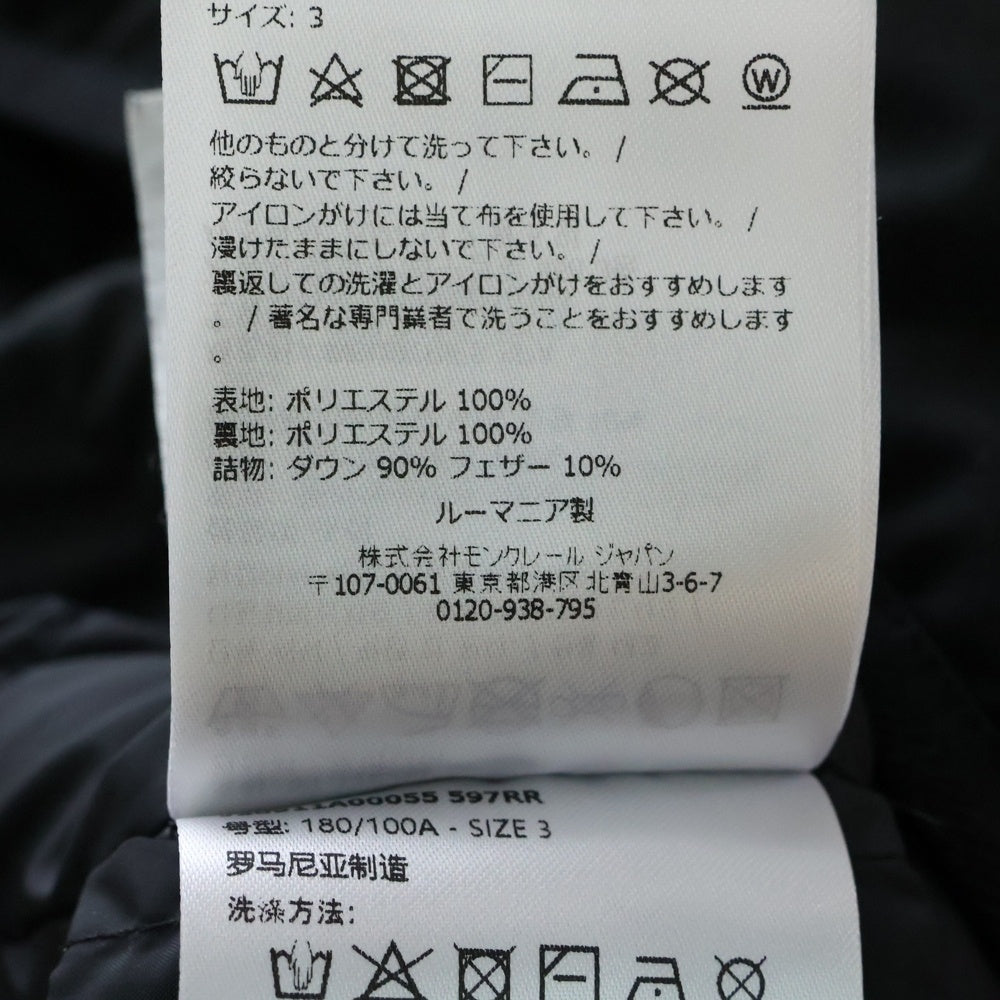 サイズ: 3
W
他のものと分けて洗って下さい。 /
絞らないで下さい。 /
アイロンがけには当て布を使用して下さい。 /
漫けたままにしないで下さい。 /
裏返しての洗濯とアイロンがけをおすすめします
。 / 著名な専門業者で洗うことをおすすめします
。
表地: ポリエステル 100%
裏地: ポリエステル 100%
詰物: ダウン 90% フェザー 10%
ルーマニア製
株式会社モンクレール ジャパン
〒107-0061 東京都港区北青山3-6-7
0120-938-795
1A00055 597RR
号型: 180/100A - SIZE 3
罗马尼亚制造
洗涤方法: